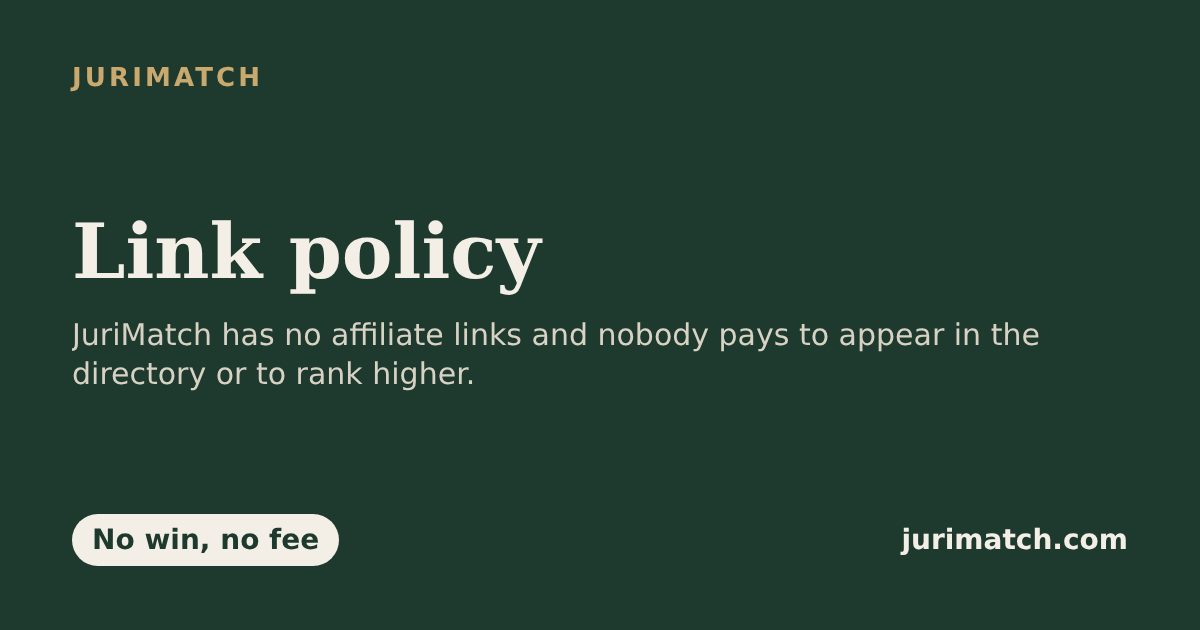 JURIMATCH
Link policy
JuriMatch has no affiliate links and nobody pays to appear in the
directory or to rank higher.
No win, no fee
jurimatch.com